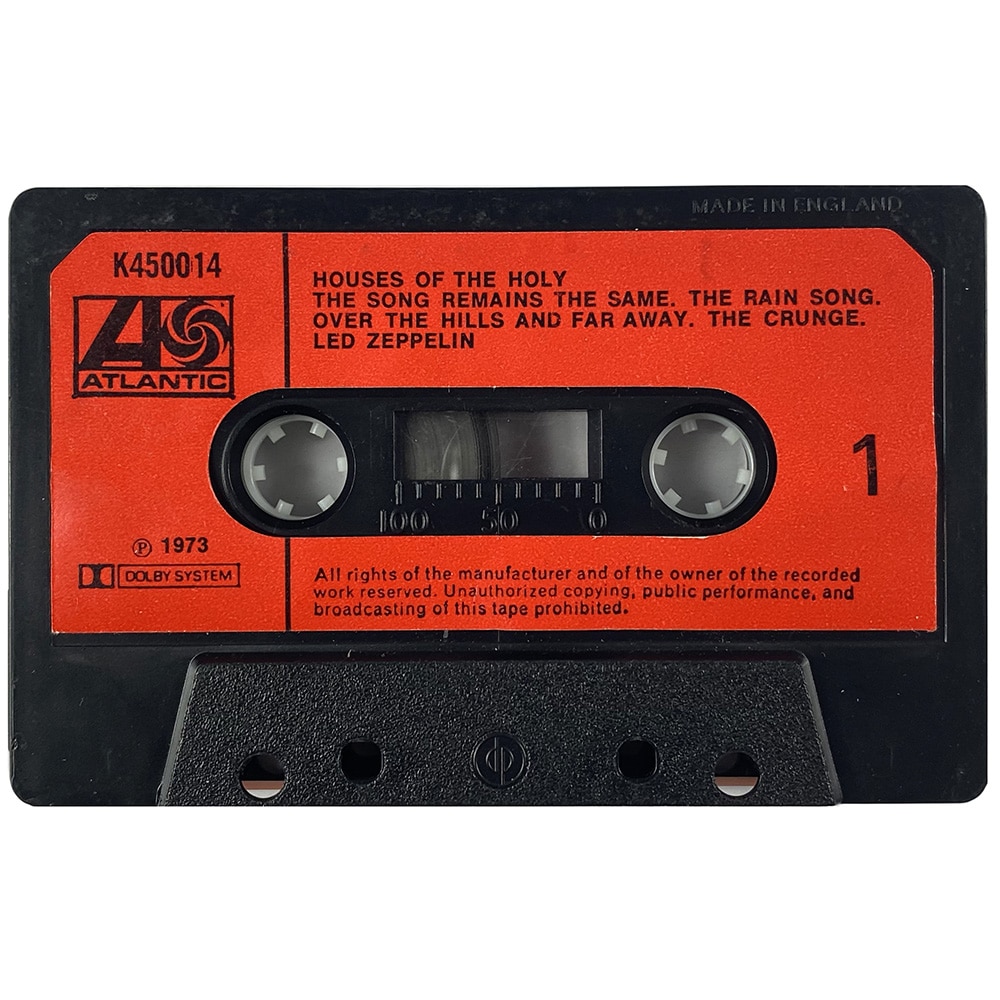 MADE IN ENGLAND
K450014
ATLANTIC
HOUSES OF THE HOLY
THE SONG REMAINS THE SAME. THE RAIN SONG.
OVER THE HILLS AND FAR AWAY. THE CRUNGE.
LED ZEPPELIN
100 50 0
1
℗ 1973
DOLBY SYSTEM
All rights of the manufacturer and of the owner of the recorded
work reserved. Unauthorized copying, public performance, and
broadcasting of this tape prohibited.